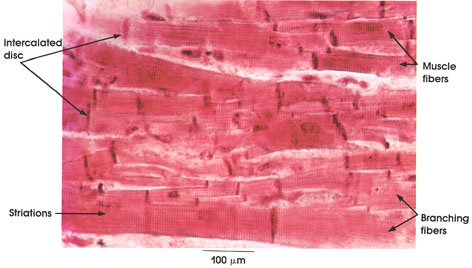 Intercalated
disc
Muscle
fibers
Striations
Branching
fibers
100 μm